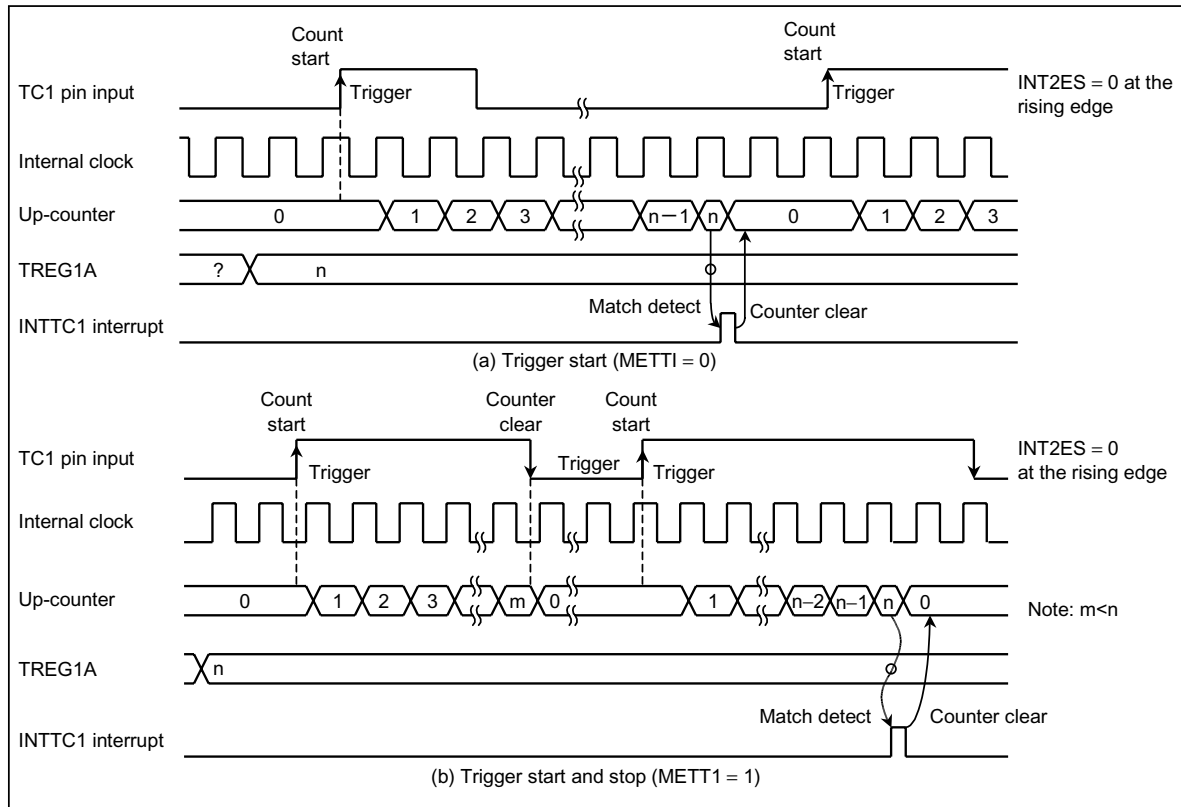 Count start
Count start
TC1 pin input
Trigger
Trigger
INT2ES = 0 at the
rising edge
Internal clock
Up-counter
0
1
2
3
n−1
n
0
1
2
3
TREG1A
?
n
Match detect
Counter clear
INTTC1 interrupt
(a) Trigger start (METTI = 0)
Count start
Counter clear
Count start
TC1 pin input
Trigger
Trigger
Trigger
INT2ES = 0
at the rising edge
Internal clock
Up-counter
0
1
2
3
m
0
1
n−2
n−1
n
0
Note: m<n
TREG1A
n
Match detect
Counter clear
INTTC1 interrupt
(b) Trigger start and stop (METT1 = 1)